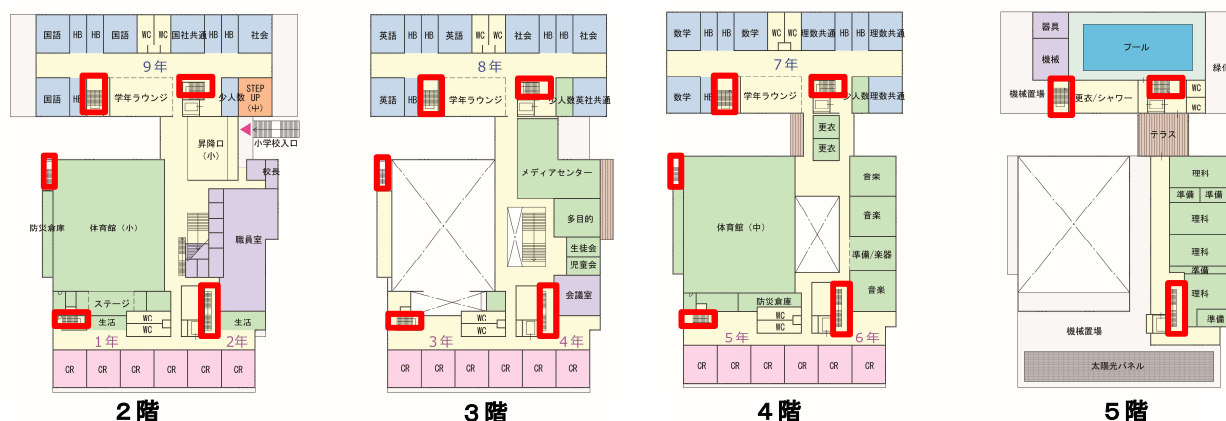 国語 HB HB 国語 WC WC 国社共通 HB HB 社会
9年
国語 HB 学年ラウンジ 少人数 STEP UP (中)
昇降口 (小)
小学校入口
校長
防災倉庫 体育館 (小) 職員室
ステージ
生活 WC WC 生活
1年 2年
CR CR CR CR CR CR
2階
英語 HB HB 英語 WC WC 社会 HB HB 社会
8年
英語 HB 学年ラウンジ 少人数 英社共通
メディアセンター
多目的
生徒会
児童会
会議室
WC WC
3年 4年
CR CR CR CR CR CR
3階
数学 HB HB 数学 WC WC 理数共通 HB HB 理数共通
7年
数学 HB 学年ラウンジ 少人数 理数共通
更衣
更衣
音楽
音楽
体育館 (中)
準備/楽器
音楽
防災倉庫
WC WC
5年 6年
CR CR CR CR CR CR
4階
器具
プール
機械
機械置場 更衣/シャワー WC WC
テラス
理科
準備 準備
理科
理科
準備
理科
準備
機械置場
太陽光パネル
5階